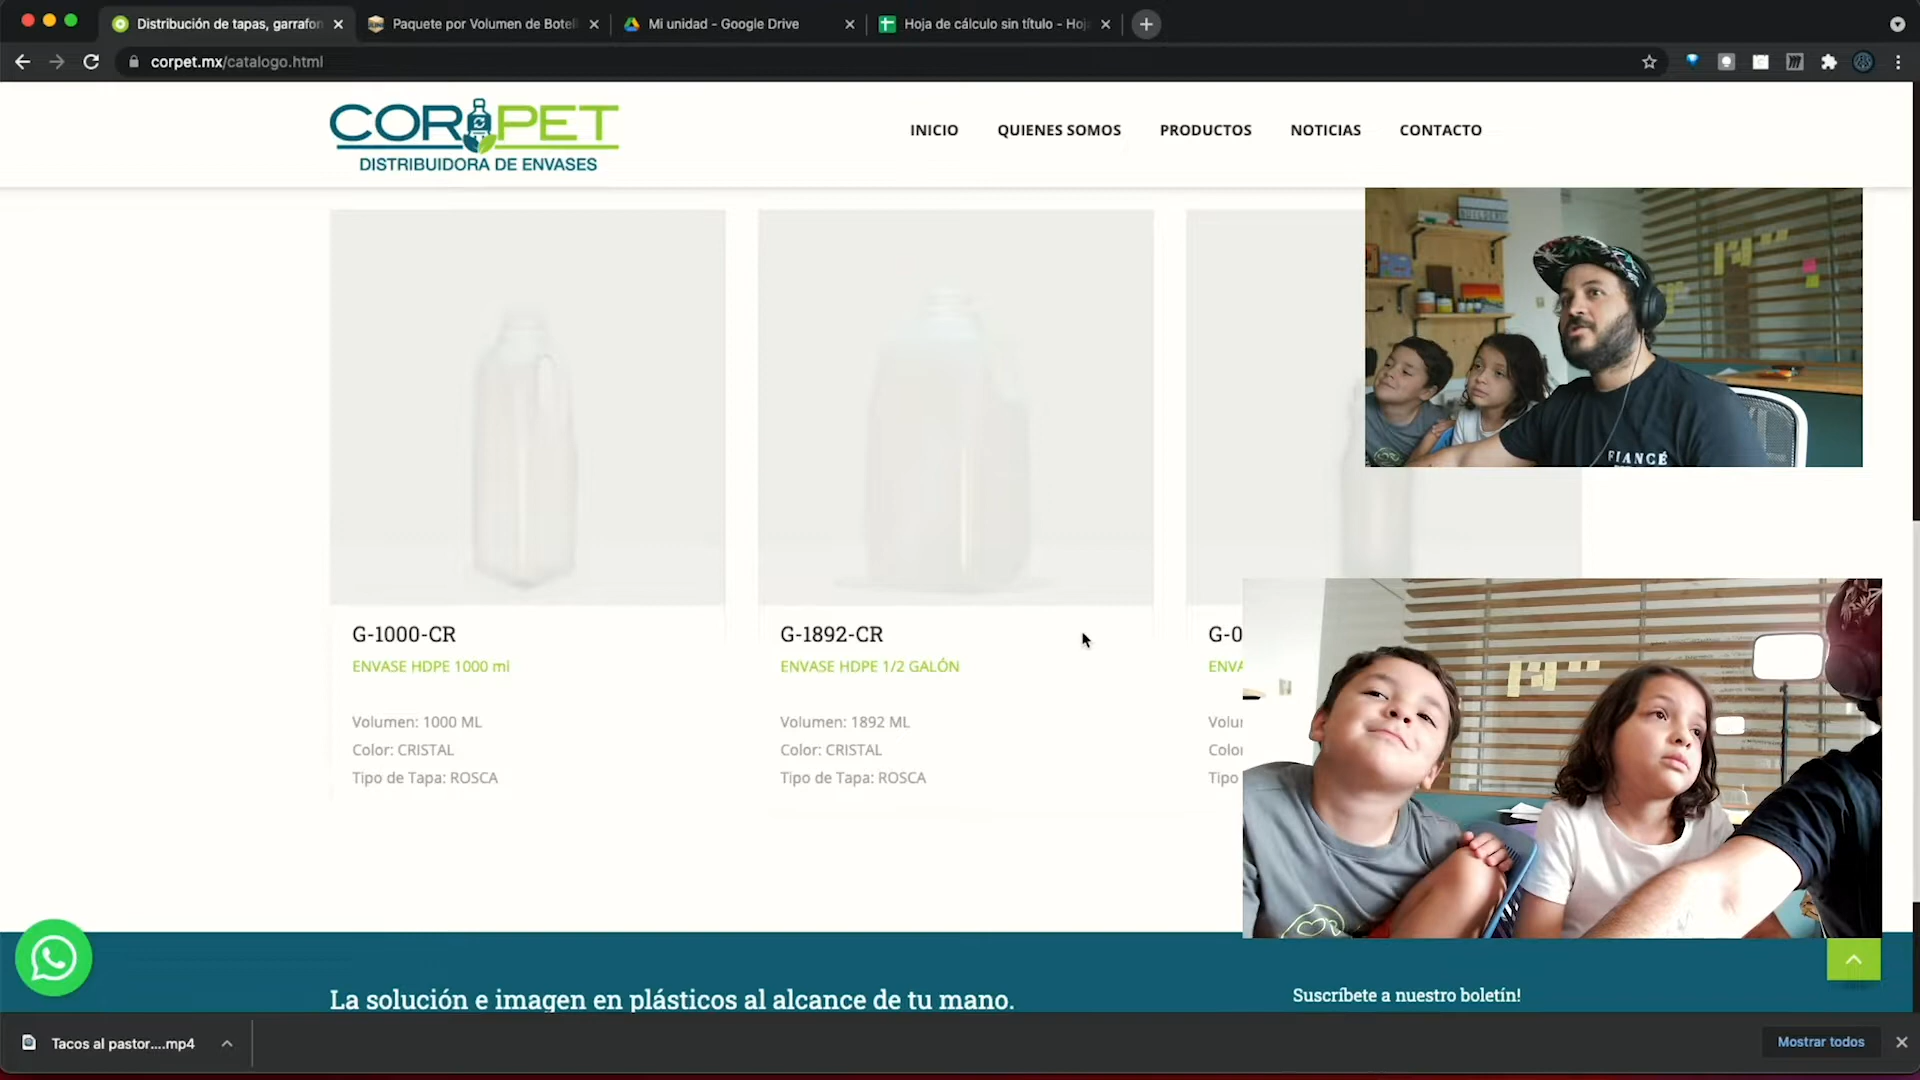 Distribución de tapas, garrafon
Paquete por Volumen de Botell
Mi unidad - Google Drive
Hoja de cálculo sin título - Hoj
corpet.mx/catalogo.html
CORPET
DISTRIBUIDORA DE ENVASES
INICIO
QUIENES SOMOS
PRODUCTOS
NOTICIAS
CONTACTO
BUILDERS
FIANCÉ
G-1000-CR
ENVASE HDPE 1000 ml
Volumen: 1000 ML
Color: CRISTAL
Tipo de Tapa: ROSCA
G-1892-CR
ENVASE HDPE 1/2 GALÓN
Volumen: 1892 ML
Color: CRISTAL
Tipo de Tapa: ROSCA
G-0
ENVA
Volu
Colo
Tipo
La solución e imagen en plásticos al alcance de tu mano.
Suscríbete a nuestro boletín!
Tacos al pastor....mp4
Mostrar todos